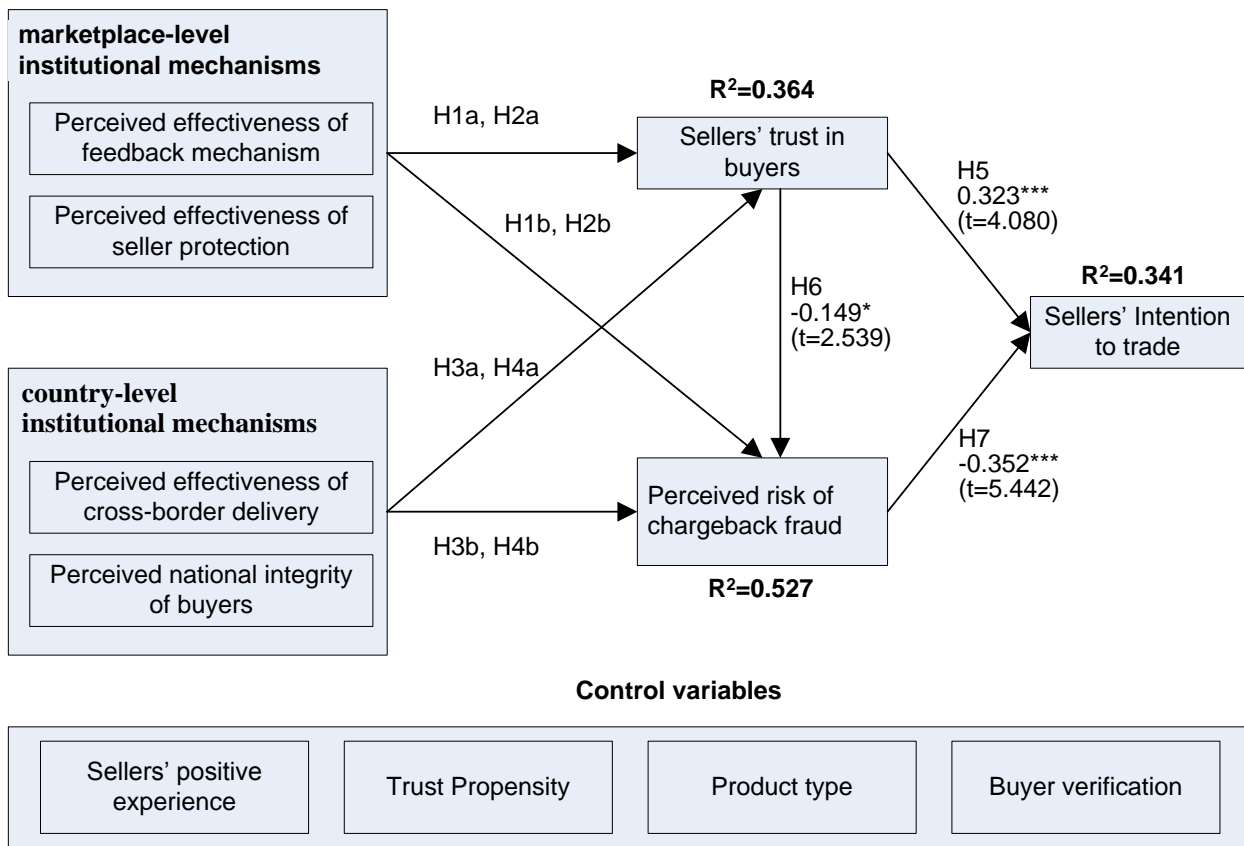 marketplace-level
institutional mechanisms
Perceived effectiveness of
feedback mechanism
Perceived effectiveness of
seller protection
country-level
institutional mechanisms
Perceived effectiveness of
cross-border delivery
Perceived national integrity
of buyers
H1a, H2a
H1b, H2b
H3a, H4a
H3b, H4b
R²=0.364
Sellers’ trust in
buyers
H6
-0.149*
(t=2.539)
Perceived risk of
chargeback fraud
R²=0.527
H5
0.323***
(t=4.080)
R²=0.341
Sellers’ Intention
to trade
H7
-0.352***
(t=5.442)
Control variables
Sellers’ positive
experience
Trust Propensity
Product type
Buyer verification